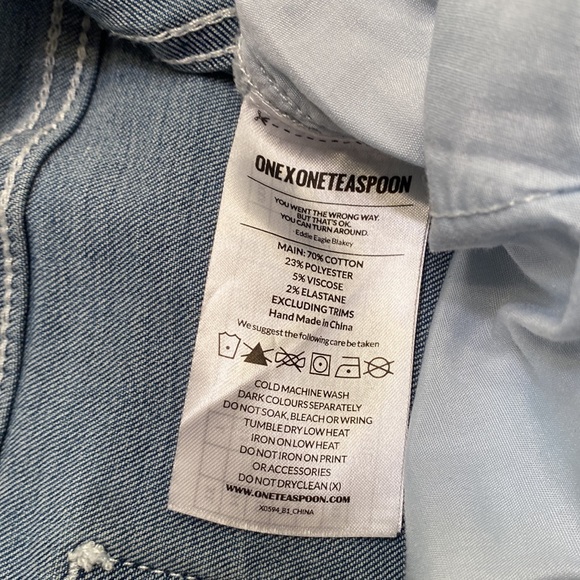 ONEXONETEASPOON
YOU WENT THE WRONG WAY.
BUT THAT'S OK.
YOU CAN TURN AROUND.
Eddie Eagle Blakey
MAIN: 70% COTTON
23% POLYESTER
5% VISCOSE
2% ELASTANE
EXCLUDING TRIMS
Hand Made in China
We suggest the following care be taken
COLD MACHINE WASH
DARK COLOURS SEPARATELY
DO NOT SOAK, BLEACH OR WRING
TUMBLE DRY LOW HEAT
IRON ON LOW HEAT
DO NOT IRON ON PRINT
OR ACCESSORIES
DO NOT DRYCLEAN (X)
WWW.ONETEASPOON.COM
X0594_B1_CHINA